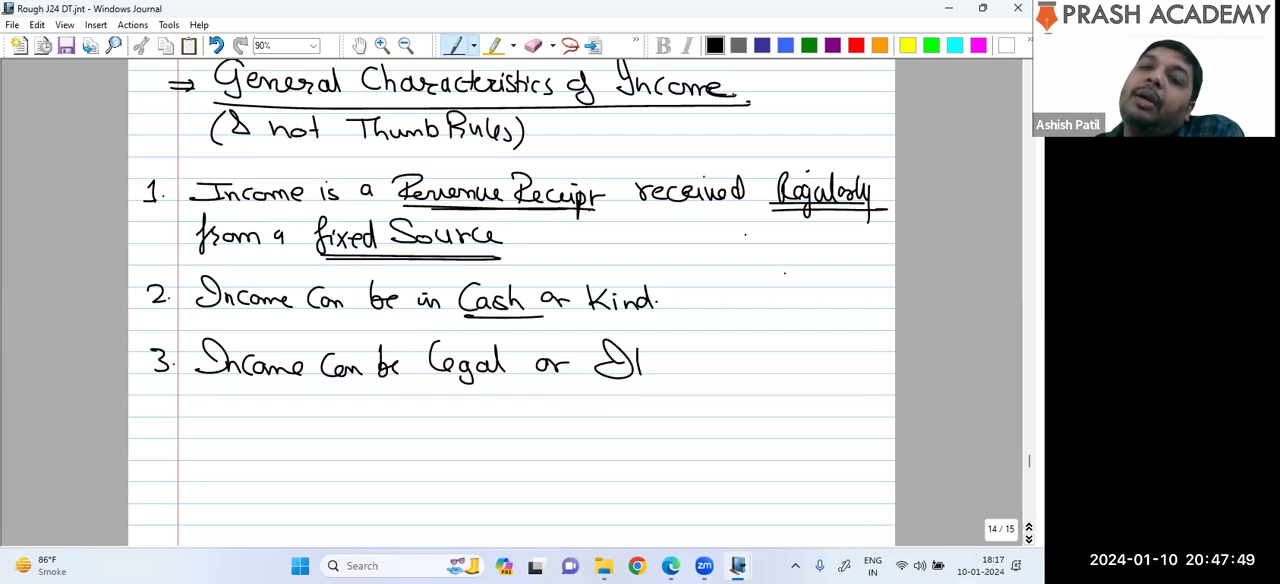 Rough J24 DT.jnt - Windows Journal
File Edit View Insert Actions Tools Help
90%
PRASH ACADEMY
Ashish Patil
⇒ General Characteristics of Income.
(& not Thumb Rules)
1. Income is a Revenue Receipt received Regularly
from a fixed Source
2. Income Can be in Cash or Kind.
3. Income Can be legal or Il
14 / 15
86°F
Smoke
Search
ENG
IN
18:17
10-01-2024
2024-01-10 20:47:49